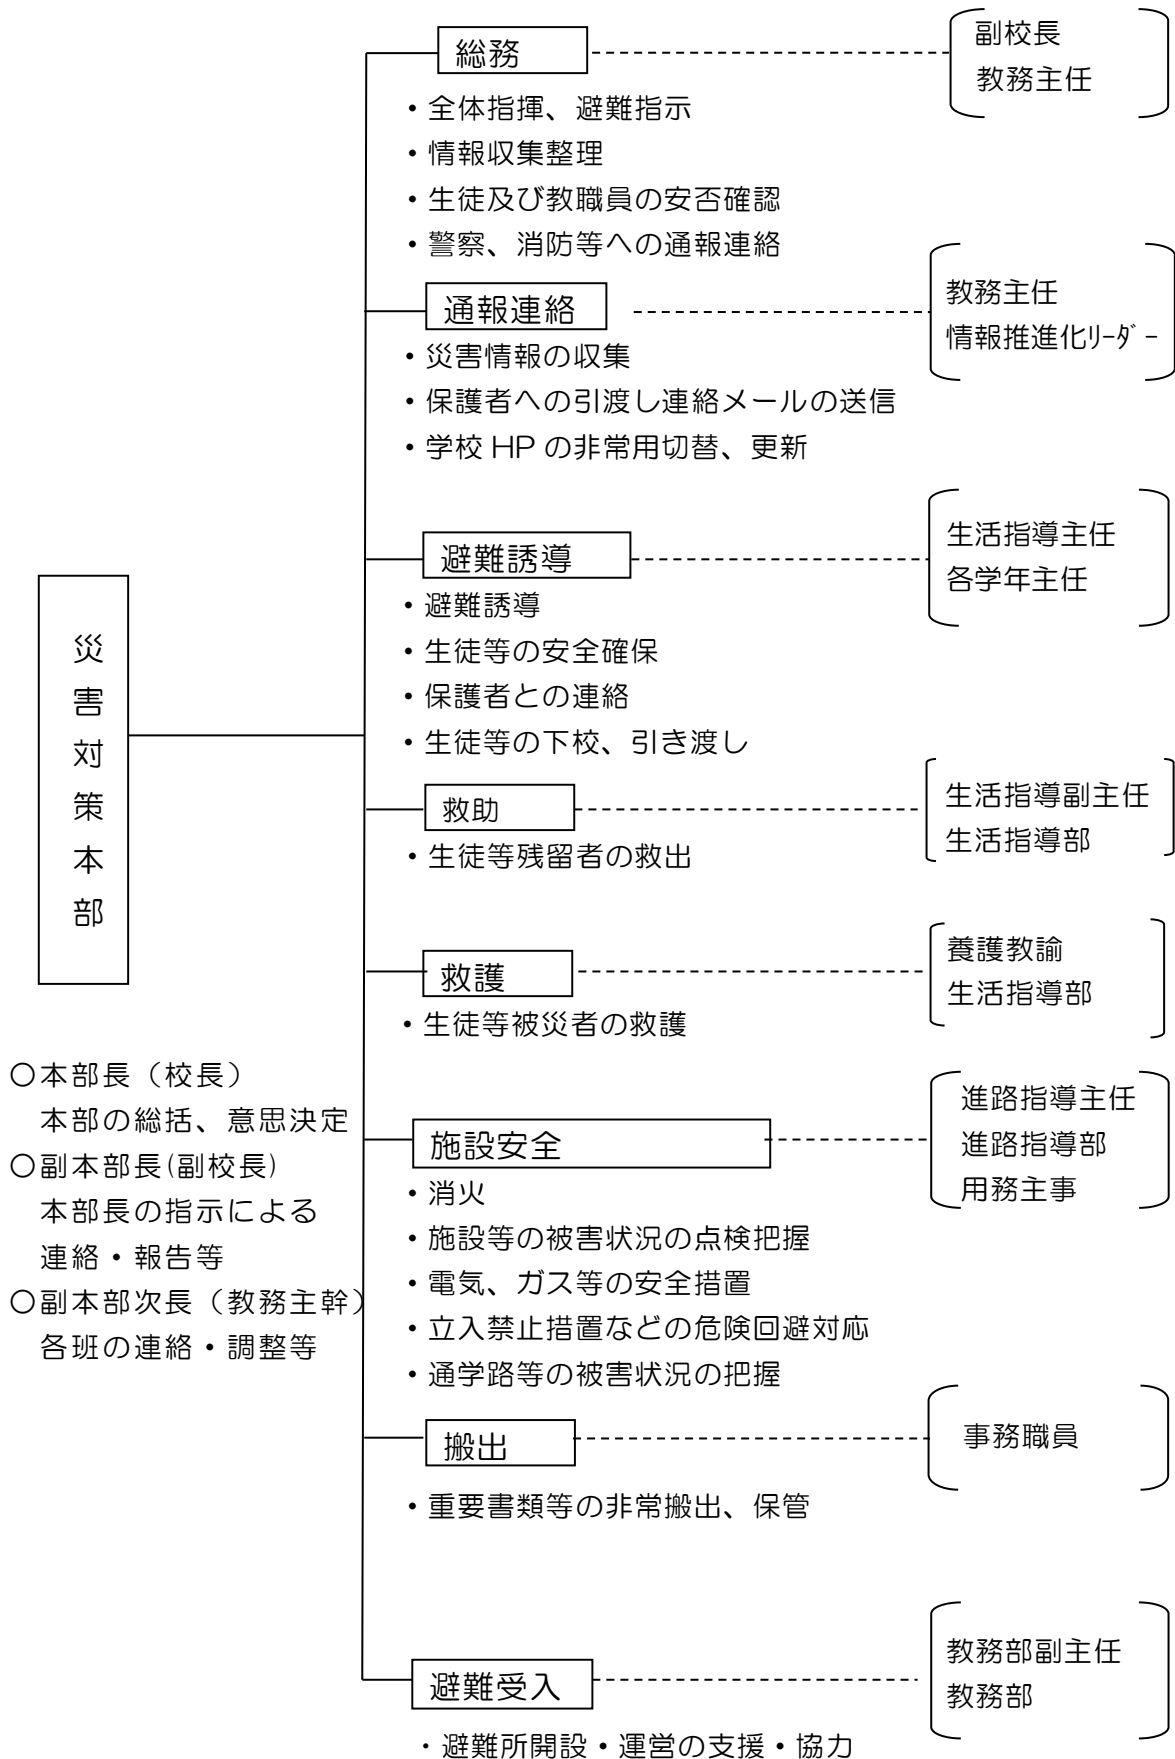 総務
副校長
教務主任
・全体指揮、避難指示
・情報収集整理
・生徒及び教職員の安否確認
・警察、消防等への通報連絡
通報連絡
教務主任
情報推進化ﾘｰﾀﾞｰ
・災害情報の収集
・保護者への引渡し連絡メールの送信
・学校 HP の非常用切替、更新
避難誘導
生活指導主任
各学年主任
・避難誘導
・生徒等の安全確保
・保護者との連絡
・生徒等の下校、引き渡し
災害対策本部
救助
生活指導副主任
生活指導部
・生徒等残留者の救出
救護
養護教諭
生活指導部
・生徒等被災者の救護
〇本部長（校長）
本部の総括、意思決定
〇副本部長(副校長)
本部長の指示による
連絡・報告等
〇副本部次長（教務主幹）
各班の連絡・調整等
施設安全
進路指導主任
進路指導部
用務主事
・消火
・施設等の被害状況の点検把握
・電気、ガス等の安全措置
・立入禁止措置などの危険回避対応
・通学路等の被害状況の把握
搬出
事務職員
・重要書類等の非常搬出、保管
避難受入
教務部副主任
教務部
・避難所開設・運営の支援・協力